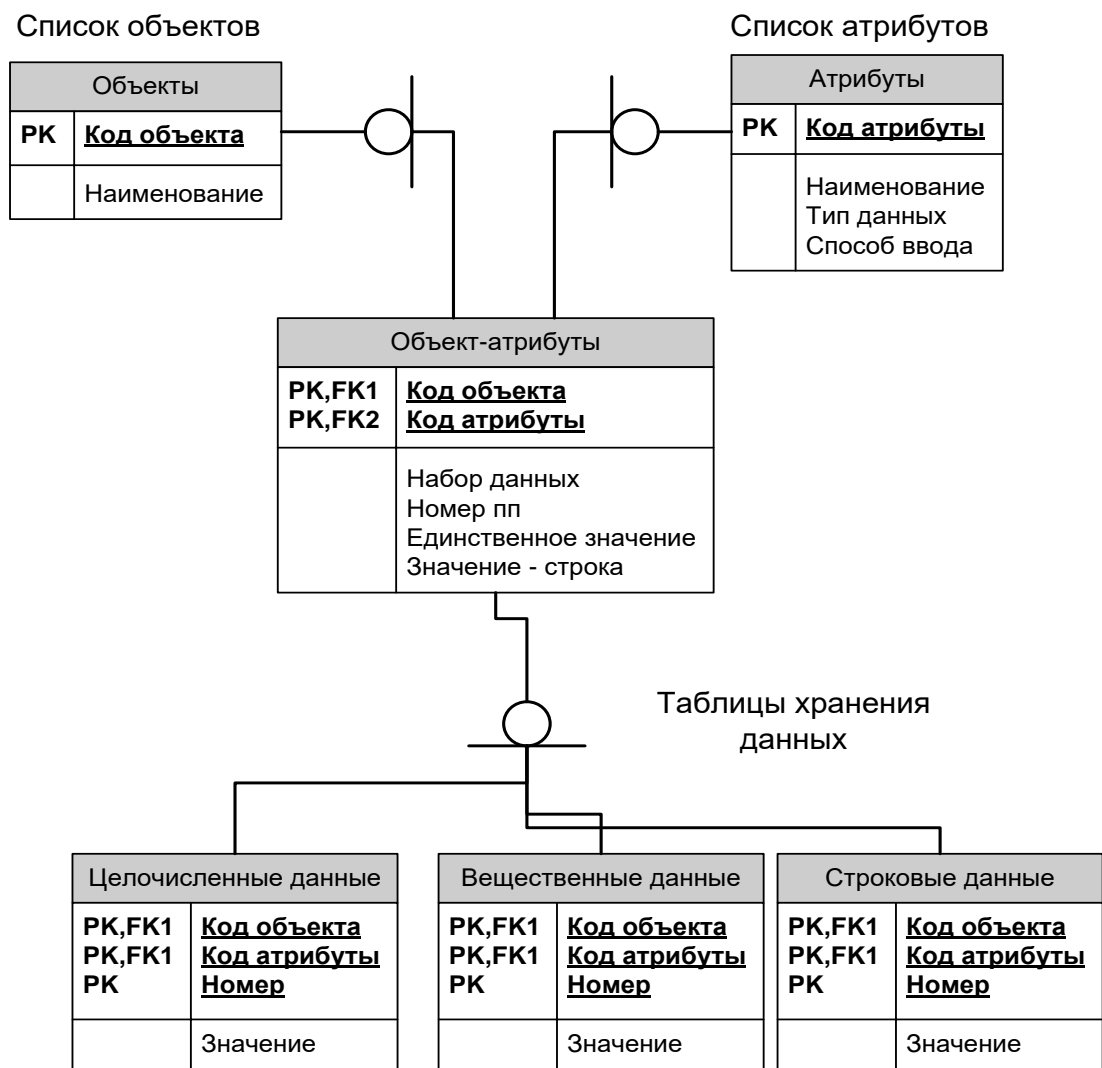 Список объектов
Список атрибутов
Объекты
PK Код объекта
Наименование
Атрибуты
PK Код атрибуты
Наименование
Тип данных
Способ ввода
Объект-атрибуты
PK,FK1 Код объекта
PK,FK2 Код атрибуты
Набор данных
Номер пп
Единственное значение
Значение - строка
Таблицы хранения
данных
Целочисленные данные
PK,FK1 Код объекта
PK,FK1 Код атрибуты
PK Номер
Значение
Вещественные данные
PK,FK1 Код объекта
PK,FK1 Код атрибуты
PK Номер
Значение
Строковые данные
PK,FK1 Код объекта
PK,FK1 Код атрибуты
PK Номер
Значение